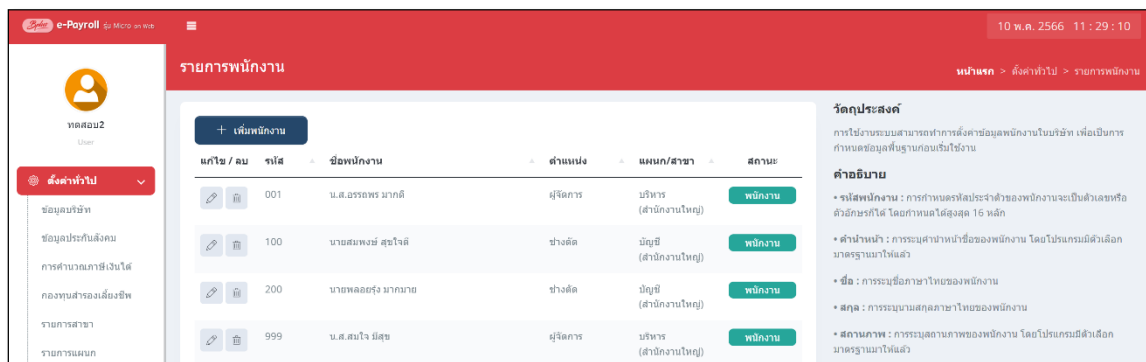 e-Payroll รุ่น Micro on Web
10 พ.ค. 2566 11 : 29 : 10
รายการพนักงาน
หน้าแรก > ตั้งค่าทั่วไป > รายการพนักงาน
ทดสอบ2
User
ตั้งค่าทั่วไป
ข้อมูลบริษัท
ข้อมูลประกันสังคม
การคำนวณภาษีเงินได้
กองทุนสำรองเลี้ยงชีพ
รายการสาขา
รายการแผนก
+ เพิ่มพนักงาน
แก้ไข / ลบ รหัส ชื่อพนักงาน ตำแหน่ง แผนก/สาขา สถานะ
001 น.ส.อรรถพร มากดี ผู้จัดการ บริหาร พนักงาน
(สำนักงานใหญ่)
100 นายสมพงษ์ สุขใจดี ช่างตัด บัญชี พนักงาน
(สำนักงานใหญ่)
200 นายพลอยรุ่ง มากมาย ช่างตัด บัญชี พนักงาน
(สำนักงานใหญ่)
999 น.ส.สมใจ มีสุข ผู้จัดการ บริหาร พนักงาน
(สำนักงานใหญ่)
วัตถุประสงค์
การใช้งานระบบสามารถทำการตั้งค่าข้อมูลพนักงานในบริษัท เพื่อเป็นการ
กำหนดข้อมูลพื้นฐานก่อนเริ่มใช้งาน
คำอธิบาย
• รหัสพนักงาน : การกำหนดรหัสประจำตัวของพนักงานจะเป็นตัวเลขหรือ
ตัวอักษรก็ได้ โดยกำหนดได้สูงสุด 16 หลัก
• คำนำหน้า : การระบุคำนำหน้าชื่อของพนักงาน โดยโปรแกรมมีตัวเลือก
มาตรฐานมาให้แล้ว
• ชื่อ : การระบุชื่อภาษาไทยของพนักงาน
• สกุล : การระบุนามสกุลภาษาไทยของพนักงาน
• สถานภาพ : การระบุสถานภาพของพนักงาน โดยโปรแกรมมีตัวเลือก
มาตรฐานมาให้แล้ว